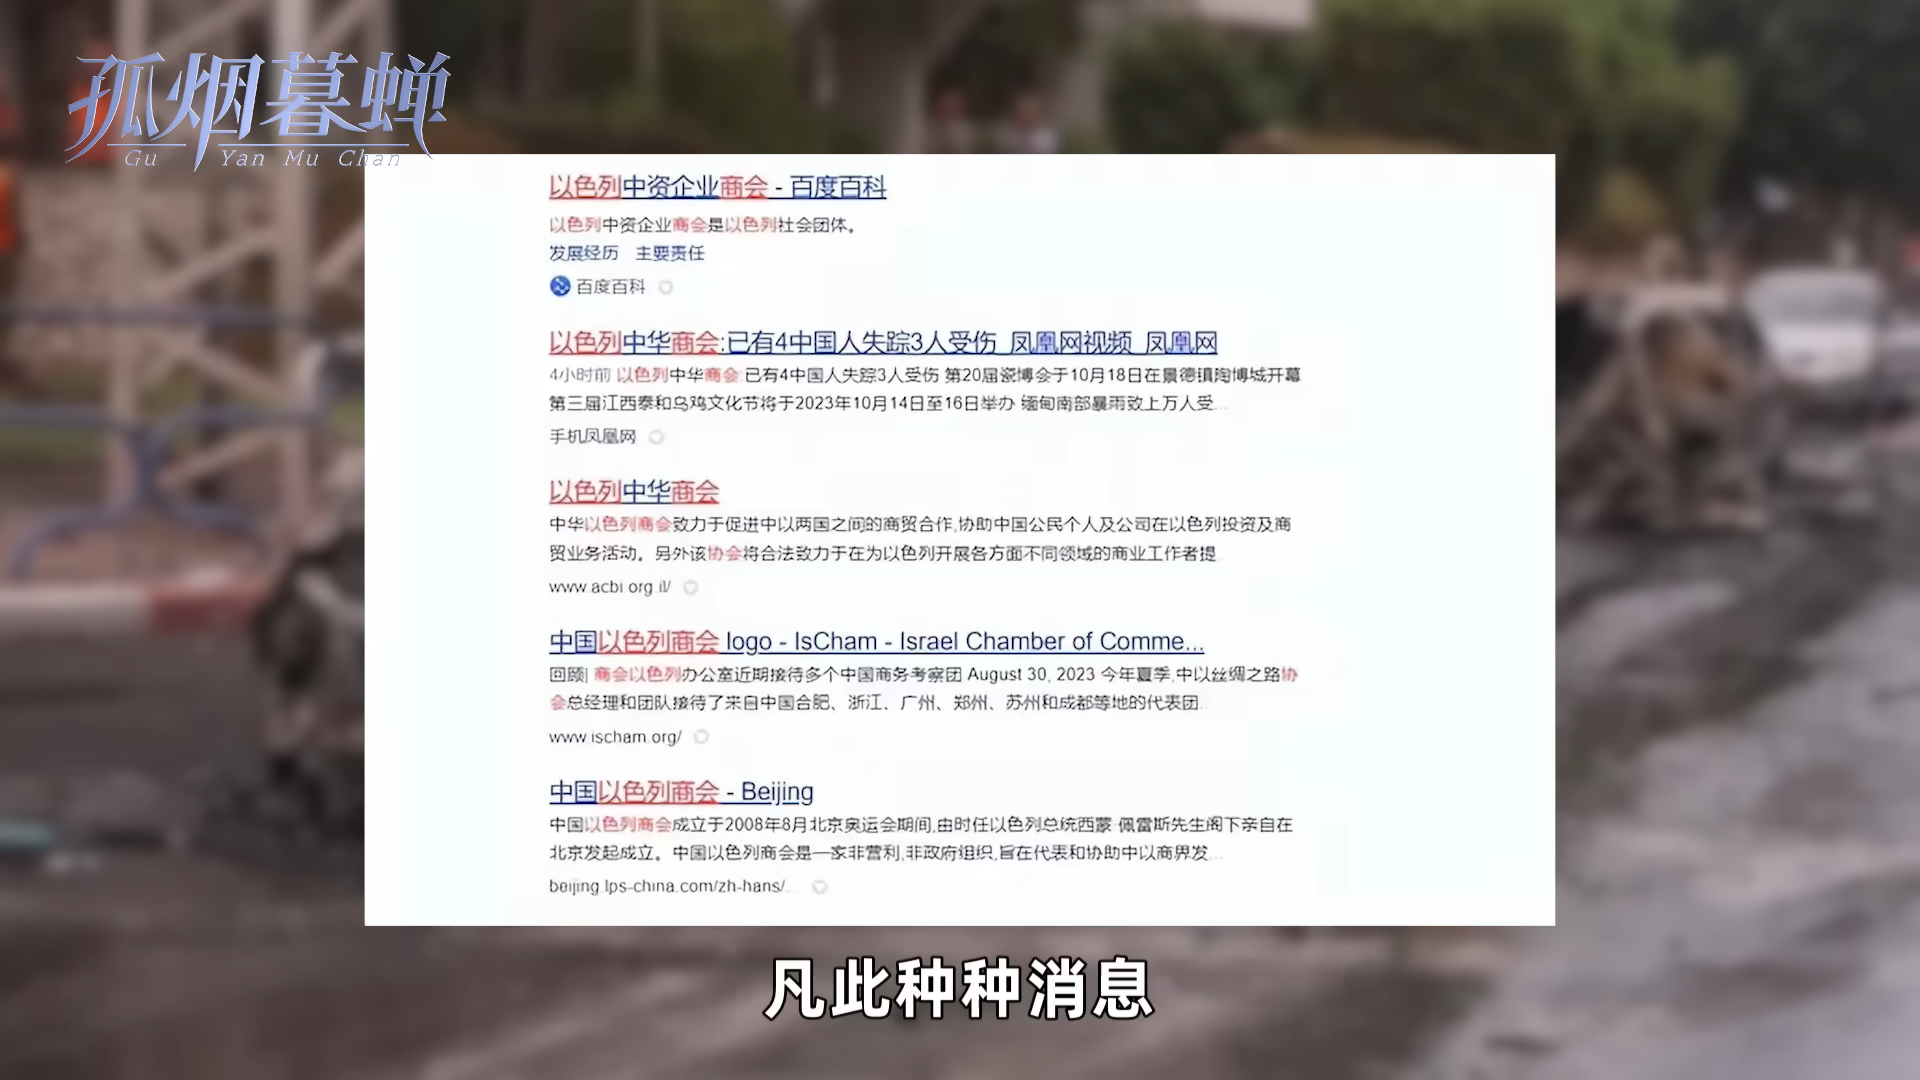 孤烟暮蝉
Gu Yan Mu Chan
以色列中资企业商会 - 百度百科
以色列中资企业商会是以色列社会团体。
发展经历 主要责任
百度百科
以色列中华商会:已有4中国人失踪3人受伤_凤凰网视频_凤凰网
4小时前 以色列中华商会:已有4中国人失踪3人受伤 第20届瓷博会于10月18日在景德镇陶博城开幕
第三届江西泰和乌鸡文化节将于2023年10月14日至16日举办 缅甸南部暴雨致上万人受...
手机凤凰网
以色列中华商会
中华以色列商会致力于促进中以两国之间的商贸合作,协助中国公民个人及公司在以色列投资及商
贸业务活动。另外该协会将合法致力于在为以色列开展各方面不同领域的商业工作者提...
www.acbi.org.il/
中国以色列商会 logo - IsCham - Israel Chamber of Comme...
回顾| 商会以色列办公室近期接待多个中国商务考察团 August 30, 2023 今年夏季,中以丝绸之路协
会总经理和团队接待了来自中国合肥、浙江、广州、郑州、苏州和成都等地的代表团...
www.ischam.org/
中国以色列商会 - Beijing
中国以色列商会成立于2008年8月北京奥运会期间,由时任以色列总统西蒙·佩雷斯先生阁下亲自在
北京发起成立。中国以色列商会是一家非营利,非政府组织,旨在代表和协助中以商界发...
beijing.lps-china.com/zh-hans/...
凡此种种消息